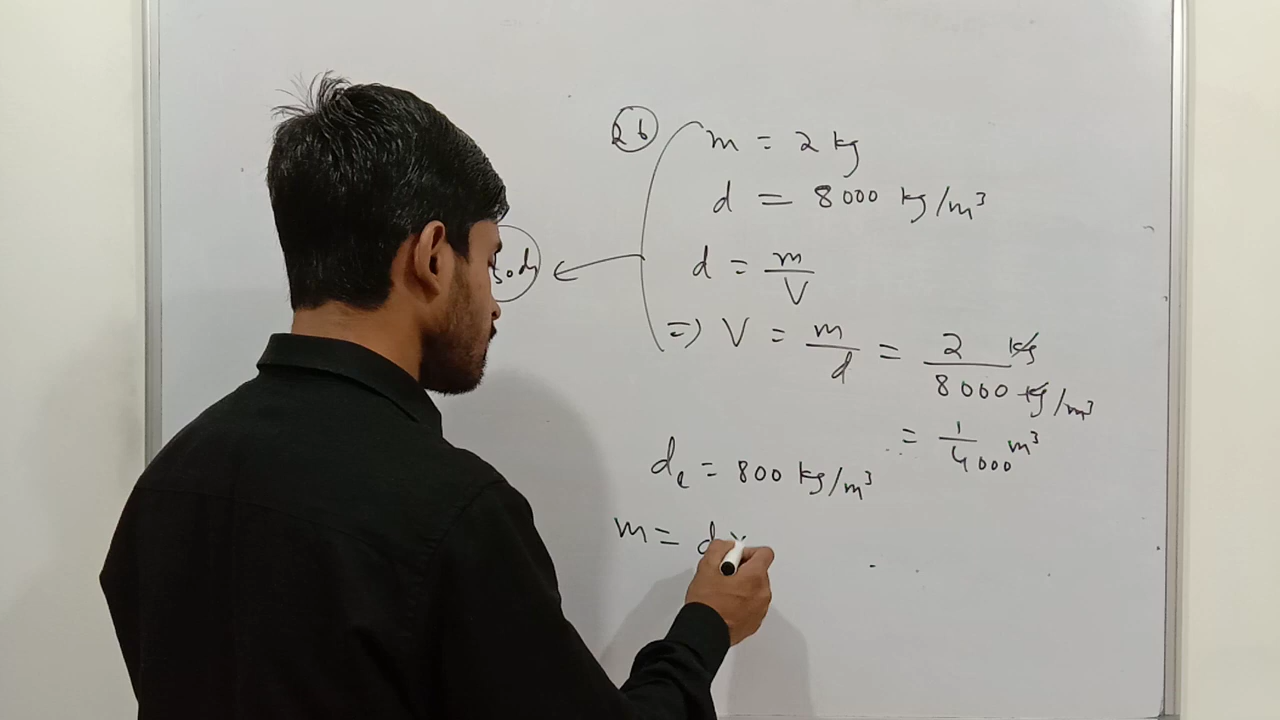 26
m = 2 kg
d = 8000 kg/m³
d = m/V
⇒ V = m/d = 2 kg / 8000 kg/m³
= 1/4000 m³
dₗ = 800 kg/m³
m = d ×